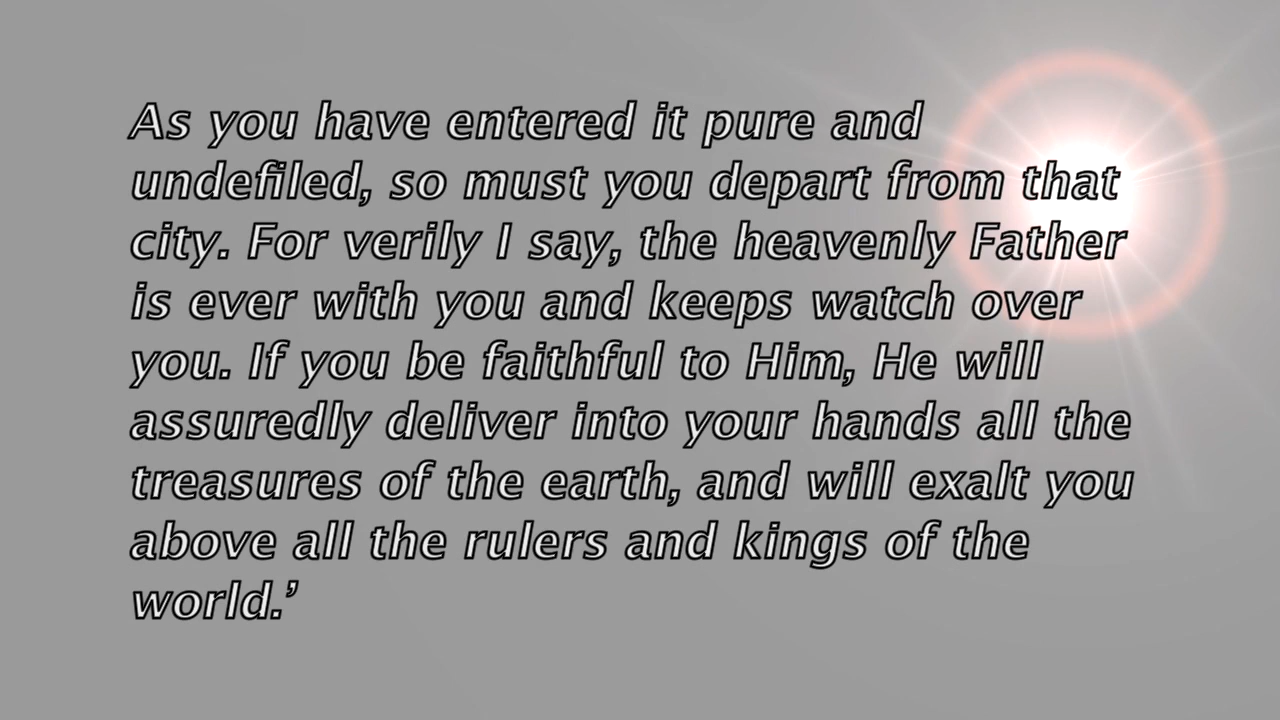 As you have entered it pure and
undefiled, so must you depart from that
city. For verily I say, the heavenly Father
is ever with you and keeps watch over
you. If you be faithful to Him, He will
assuredly deliver into your hands all the
treasures of the earth, and will exalt you
above all the rulers and kings of the
world.’